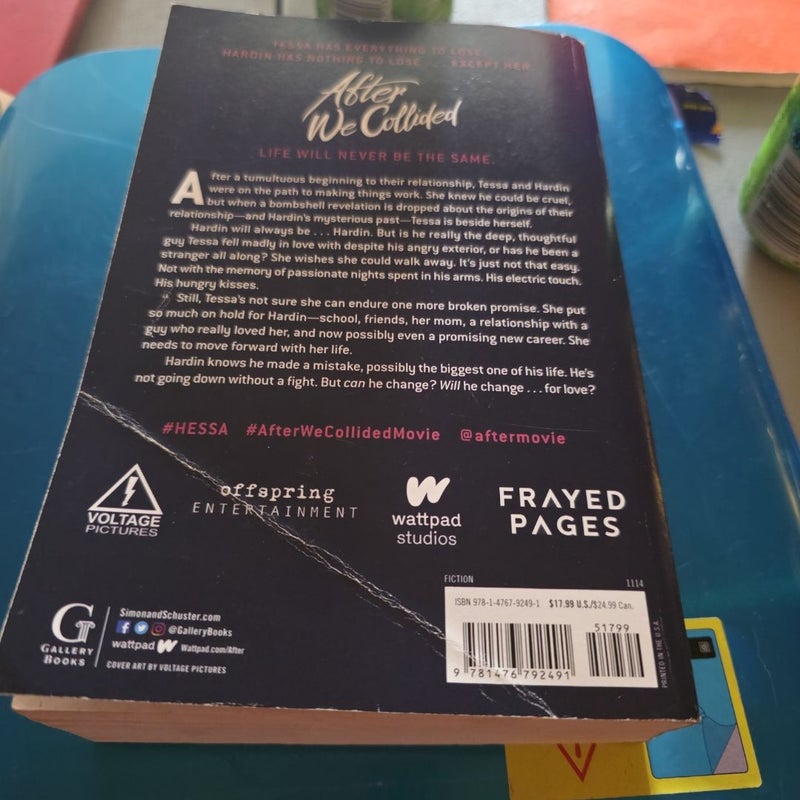 TESSA HAS EVERYTHING TO LOSE
HARDIN HAS NOTHING TO LOSE . . . EXCEPT HER
After
We Collided
LIFE WILL NEVER BE THE SAME.
After a tumultuous beginning to their relationship, Tessa and Hardin
were on the path to making things work. She knew he could be cruel,
but when a bombshell revelation is dropped about the origins of their
relationship—and Hardin's mysterious past—Tessa is beside herself.
Hardin will always be . . . Hardin. But is he really the deep, thoughtful
guy Tessa fell madly in love with despite his angry exterior, or has he been a
stranger all along? She wishes she could walk away. It's just not that easy.
Not with the memory of passionate nights spent in his arms. His electric touch.
His hungry kisses.
Still, Tessa's not sure she can endure one more broken promise. She put
so much on hold for Hardin—school, friends, her mom, a relationship with a
guy who really loved her, and now possibly even a promising new career. She
needs to move forward with her life.
Hardin knows he made a mistake, possibly the biggest one of his life. He's
not going down without a fight. But can he change? Will he change . . . for love?
#HESSA #AfterWeCollidedMovie @aftermovie
VOLTAGE
PICTURES
offspring
ENTERTAINMENT
wattpad
studios
FRAYED
PAGES
GALLERY
BOOKS
SimonandSchuster.com
@GalleryBooks
wattpad Wattpad.com/After
COVER ART BY VOLTAGE PICTURES
FICTION 1114
ISBN 978-1-4767-9249-1 $17.99 U.S./$24.99 Can.
51799
9 781476 792491
PRINTED IN THE U.S.A.